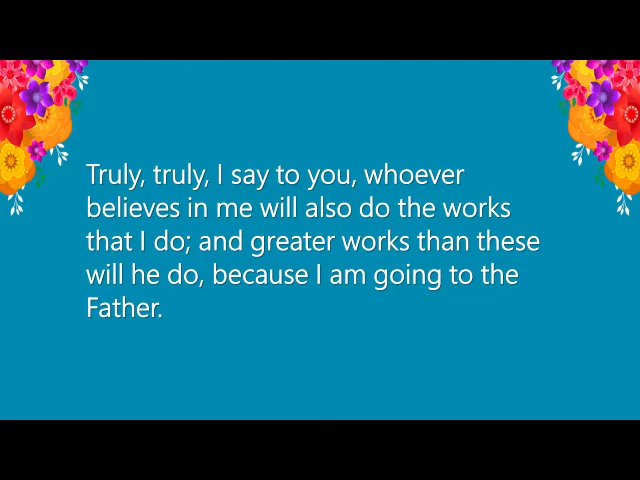 Truly, truly, I say to you, whoever
believes in me will also do the works
that I do; and greater works than these
will he do, because I am going to the
Father.